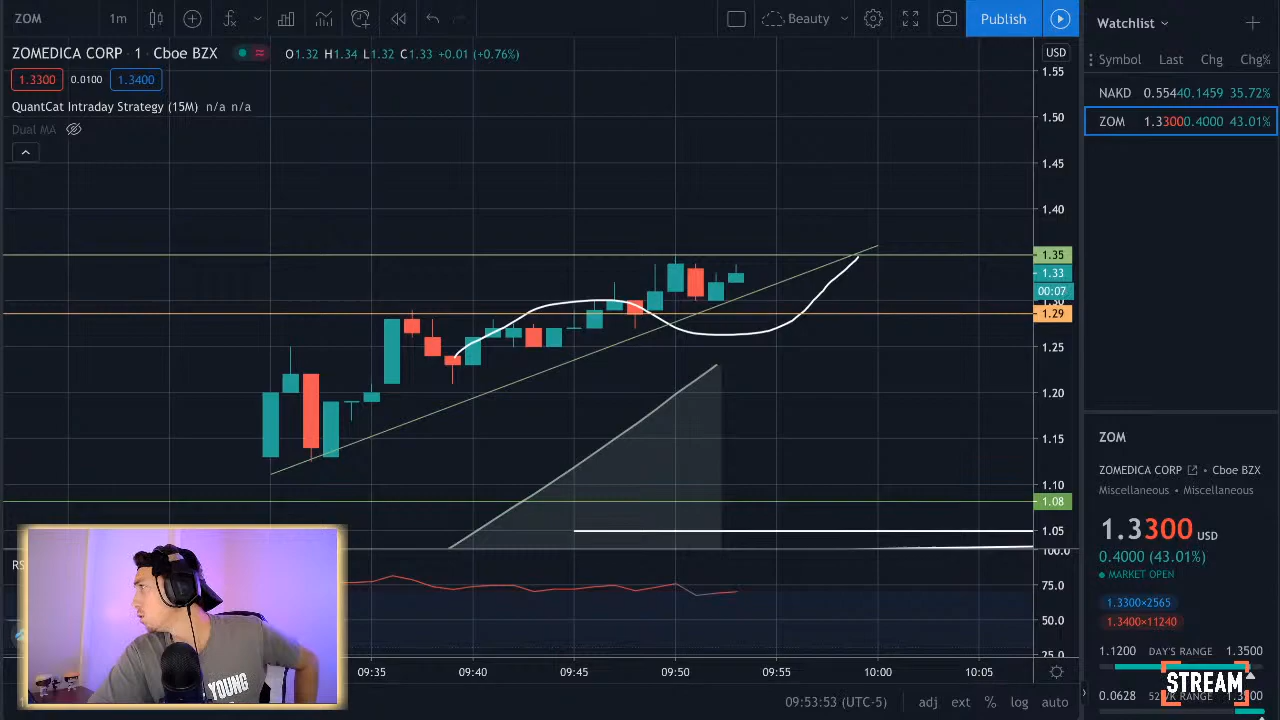 ZOM 1m Beauty Publish
ZOMEDICA CORP · 1 · Cboe BZX O1.32 H1.34 L1.32 C1.33 +0.01 (+0.76%)
1.3300 0.0100 1.3400
QuantCat Intraday Strategy (15M) n/a n/a
Dual MA
USD
1.55
1.50
1.45
1.40
1.35
1.33
00:07
1.30
1.29
1.25
1.20
1.15
1.10
1.08
1.05
100.0
75.0
50.0
25.0
RS
09:35 09:40 09:45 09:50 09:55 10:00 10:05
09:53:53 (UTC-5) adj ext % log auto
YOUNG
Watchlist
Symbol Last Chg Chg%
NAKD 0.55440.1459 35.72%
ZOM 1.33000.4000 43.01%
ZOM
ZOMEDICA CORP • Cboe BZX
Miscellaneous • Miscellaneous
1.3300 USD
0.4000 (43.01%)
MARKET OPEN
1.3300×2565
1.3400×11240
1.1200 DAY'S RANGE 1.3500
STREAM
0.0628